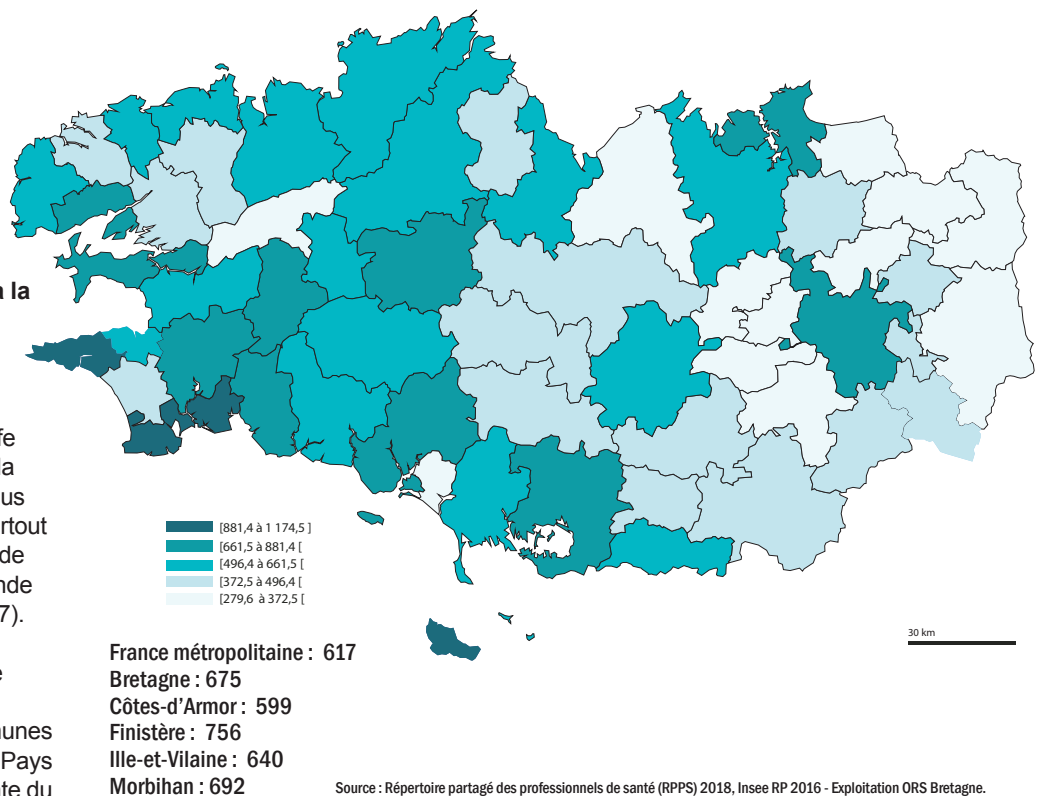 à la
fe
la
us
rtout
de
nde
7).
e
unes
Pays
te du
[881,4 à 1 174,5 ]
[661,5 à 881,4 [
[496,4 à 661,5 [
[372,5 à 496,4 [
[279,6 à 372,5 [
30 km
France métropolitaine : 617
Bretagne : 675
Côtes-d'Armor : 599
Finistère : 756
Ille-et-Vilaine : 640
Morbihan : 692
Source : Répertoire partagé des professionnels de santé (RPPS) 2018, Insee RP 2016 - Exploitation ORS Bretagne.